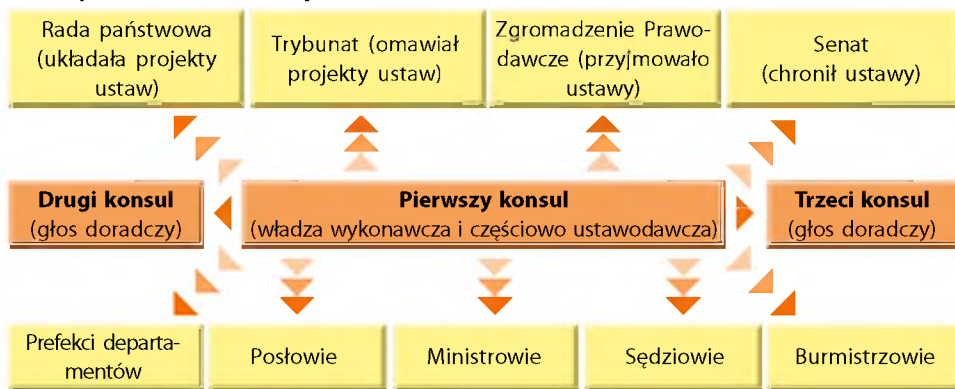 Rada państwowa
(układała projekty
ustaw)
Trybunat (omawiał
projekty ustaw)
Zgromadzenie Prawo-
dawcze (przyjmowało
ustawy)
Senat
(chronił ustawy)
Drugi konsul
(głos doradczy)
Pierwszy konsul
(władza wykonawcza i częściowo ustawodawcza)
Trzeci konsul
(głos doradczy)
Prefekci departa-
mentów
Posłowie
Ministrowie
Sędziowie
Burmistrzowie